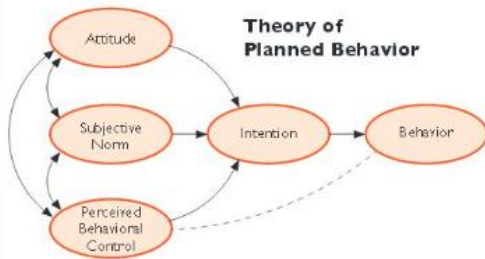 Theory of
Planned Behavior
Attitude
Subjective
Norm
Intention
Behavior
Perceived
Behavioral
Control